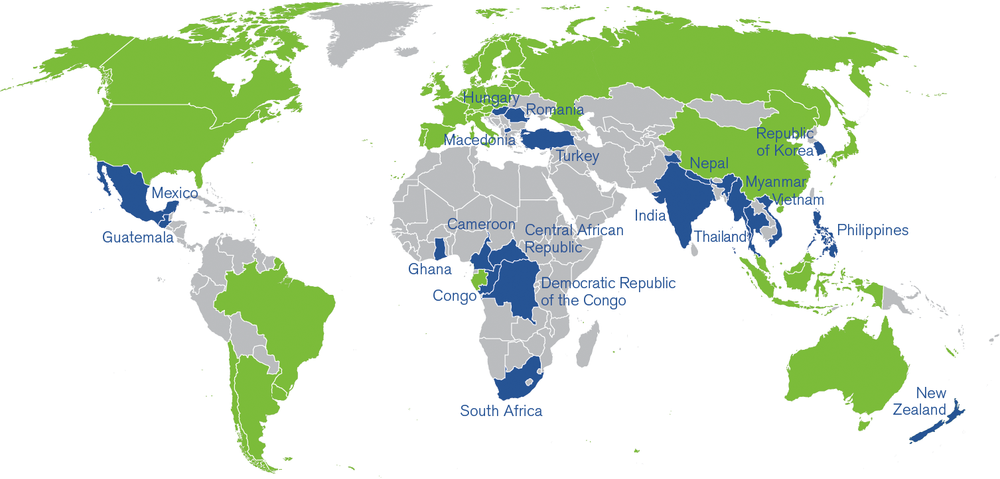 Hungary
Romania
Macedonia
Turkey
Republic
of Korea
Nepal
Myanmar
Vietnam
Mexico
India
Guatemala
Thailand
Philippines
Cameroon
Central African
Republic
Ghana
Congo
Democratic Republic
of the Congo
South Africa
New
Zealand